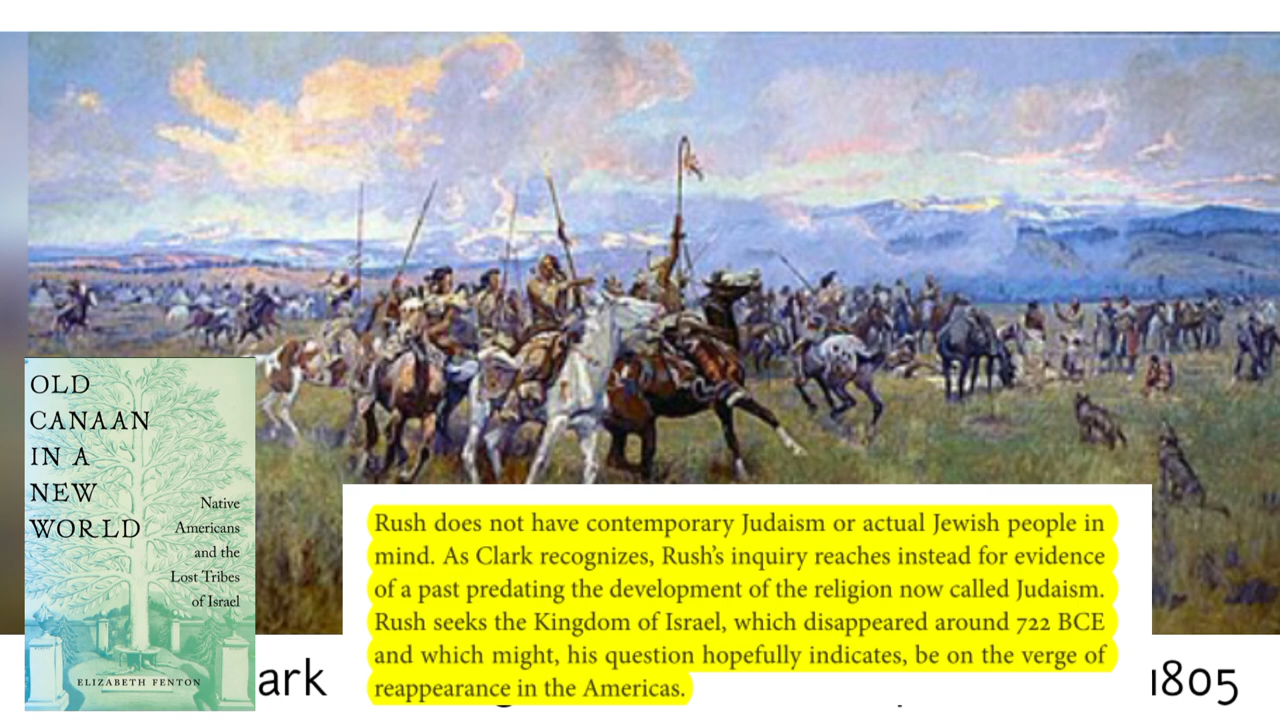 OLD
CANAAN
IN A
NEW
WORLD
Native
Americans
and the
Lost Tribes
of Israel
ELIZABETH FENTON
Rush does not have contemporary Judaism or actual Jewish people in
mind. As Clark recognizes, Rush’s inquiry reaches instead for evidence
of a past predating the development of the religion now called Judaism.
Rush seeks the Kingdom of Israel, which disappeared around 722 BCE
and which might, his question hopefully indicates, be on the verge of
reappearance in the Americas.
ark
1805